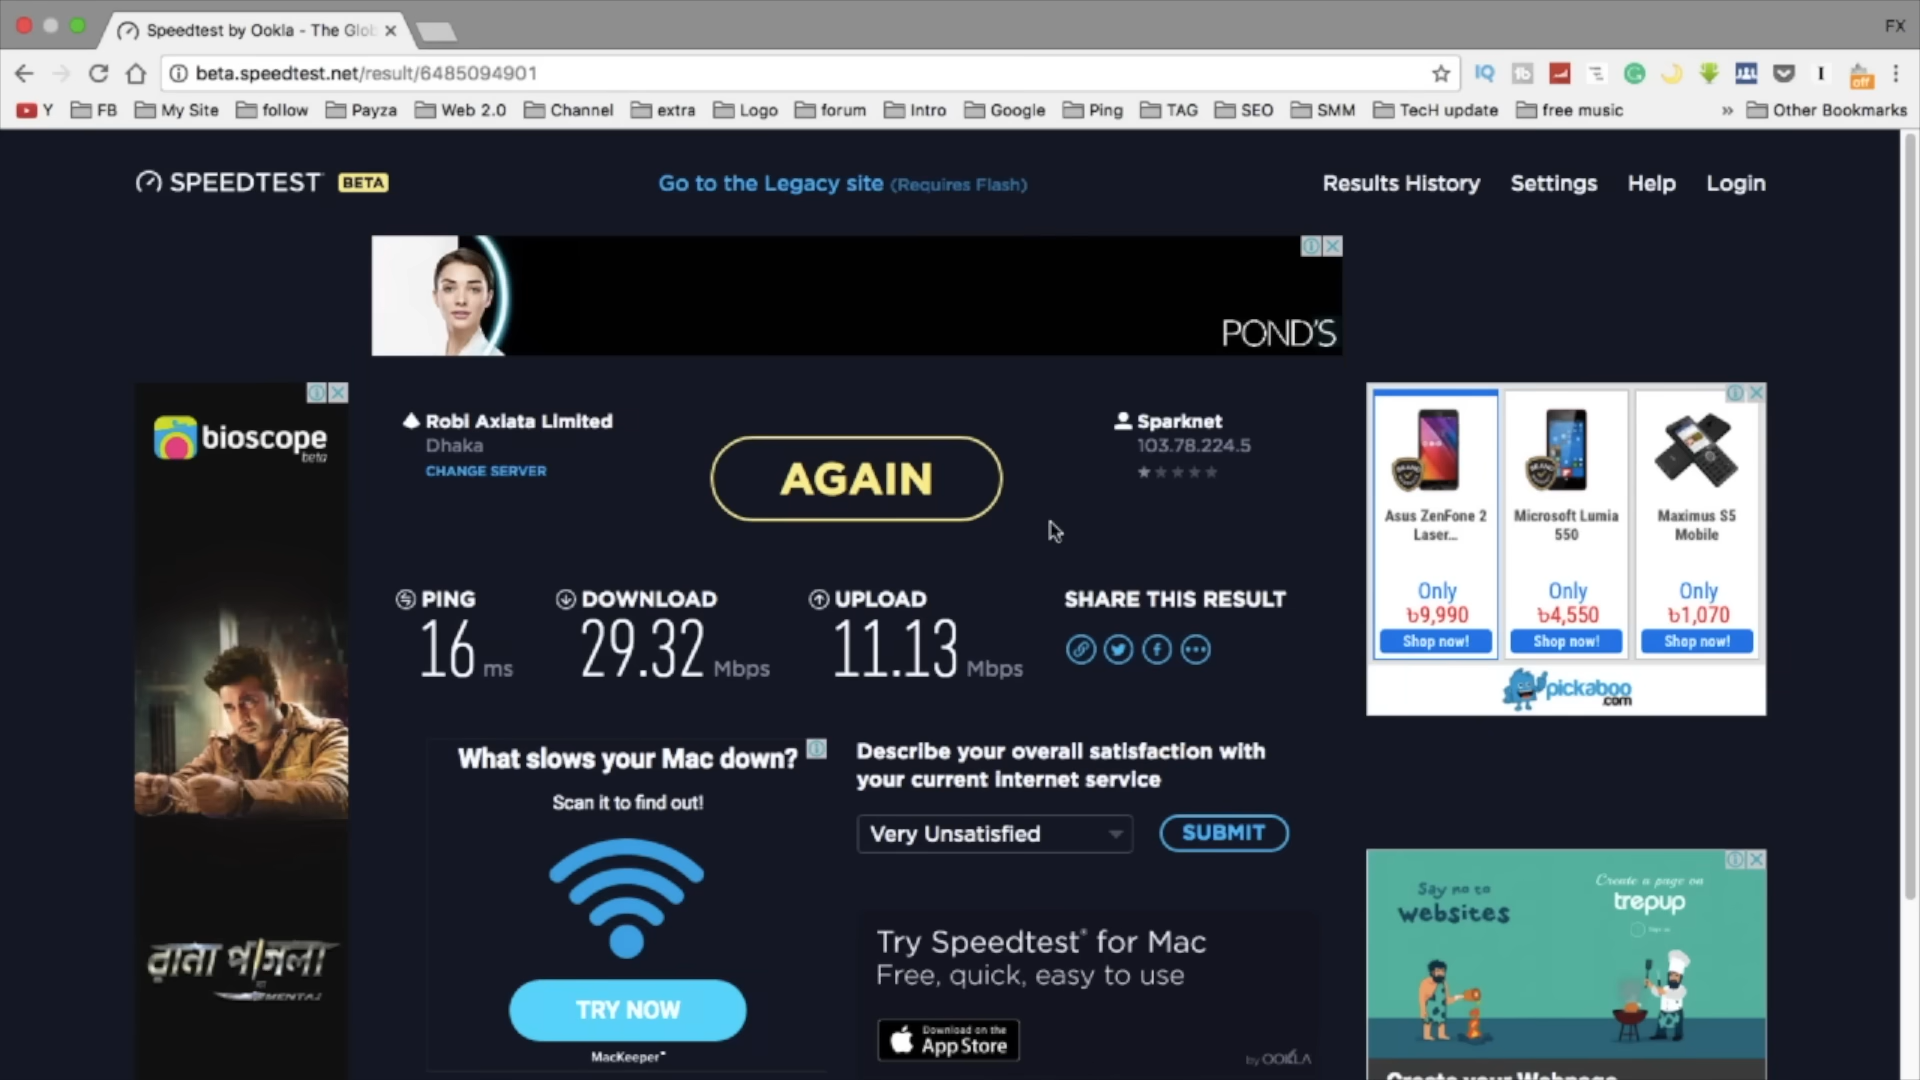 Speedtest by Ookla - The Glob
FX
beta.speedtest.net/result/6485094901
Y FB My Site follow Payza Web 2.0 Channel extra Logo forum Intro Google Ping TAG SEO SMM TecH update free music » Other Bookmarks
SPEEDTEST BETA
Go to the Legacy site (Requires Flash)
Results History Settings Help Login
POND'S
bioscope
beta
Robi Axiata Limited
Dhaka
CHANGE SERVER
AGAIN
Sparknet
103.78.224.5
Asus ZenFone 2
Laser...
Only
৳9,990
Shop now!
Microsoft Lumia
550
Only
৳4,550
Shop now!
Maximus S5
Mobile
Only
৳1,070
Shop now!
pickaboo
.com
PING
16 ms
DOWNLOAD
29.32 Mbps
UPLOAD
11.13 Mbps
SHARE THIS RESULT
What slows your Mac down?
Scan it to find out!
TRY NOW
MacKeeper
Describe your overall satisfaction with
your current internet service
Very Unsatisfied
SUBMIT
Try Speedtest® for Mac
Free, quick, easy to use
Download on the
App Store
by OOKLA
রানা পাগলা
MENTAL
Say no to
websites
Create a page on
trepup
Create your Webpage